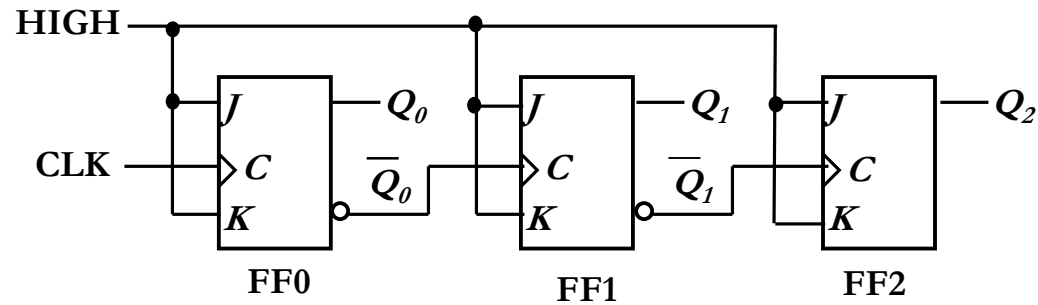 HIGH
J J J
Q₀ Q₁ Q₂
CLK C Q̅₀ C Q̅₁ C
K K K
FF0 FF1 FF2